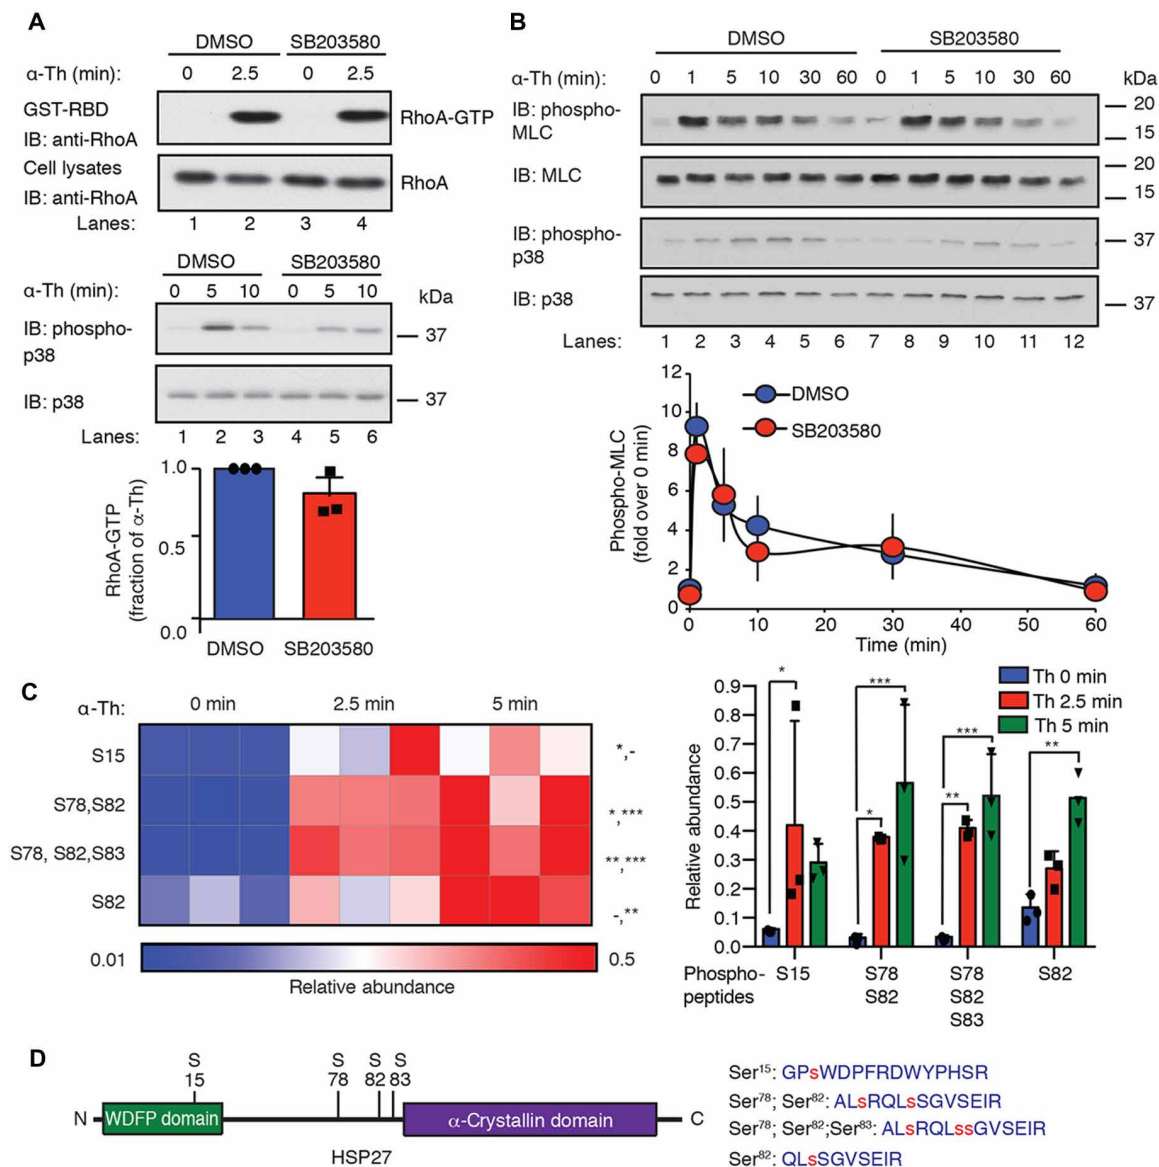 A
DMSO SB203580
α-Th (min): 0 2.5 0 2.5
GST-RBD
IB: anti-RhoA
RhoA-GTP
Cell lysates
IB: anti-RhoA
RhoA
Lanes: 1 2 3 4
DMSO SB203580
α-Th (min): 0 5 10 0 5 10 kDa
IB: phospho-
p38
37
IB: p38
37
Lanes: 1 2 3 4 5 6
1.0
0.5
0.0
RhoA-GTP
(fraction of α-Th)
DMSO SB203580
B
DMSO SB203580
α-Th (min): 0 1 5 10 30 60 0 1 5 10 30 60 kDa
IB: phospho-
MLC
20
15
IB: MLC
20
15
IB: phospho-
p38
37
IB: p38
37
Lanes: 1 2 3 4 5 6 7 8 9 10 11 12
Phospho-MLC
(fold over 0 min)
12
10
8
6
4
2
0
DMSO
SB203580
0 10 20 30 40 50 60
Time (min)
C
α-Th: 0 min 2.5 min 5 min
S15 *,-
S78,S82 *,***
S78, S82,S83 **,***
S82 -,**
0.01 0.5
Relative abundance
Th 0 min
Th 2.5 min
Th 5 min
Relative abundance
0.9
0.8
0.7
0.6
0.5
0.4
0.3
0.2
0.1
0.0
* *** * *** ** **
Phospho-
peptides
S15
S78
S82
S78
S82
S83
S82
D
S S S S
15 78 82 83
N WDFP domain α-Crystallin domain C
HSP27
Ser15: GPsWDPFRDWYPHSR
Ser78; Ser82: ALsRQLsSGVSEIR
Ser78; Ser82;Ser83: ALsRQLssGVSEIR
Ser82: QLsSGVSEIR